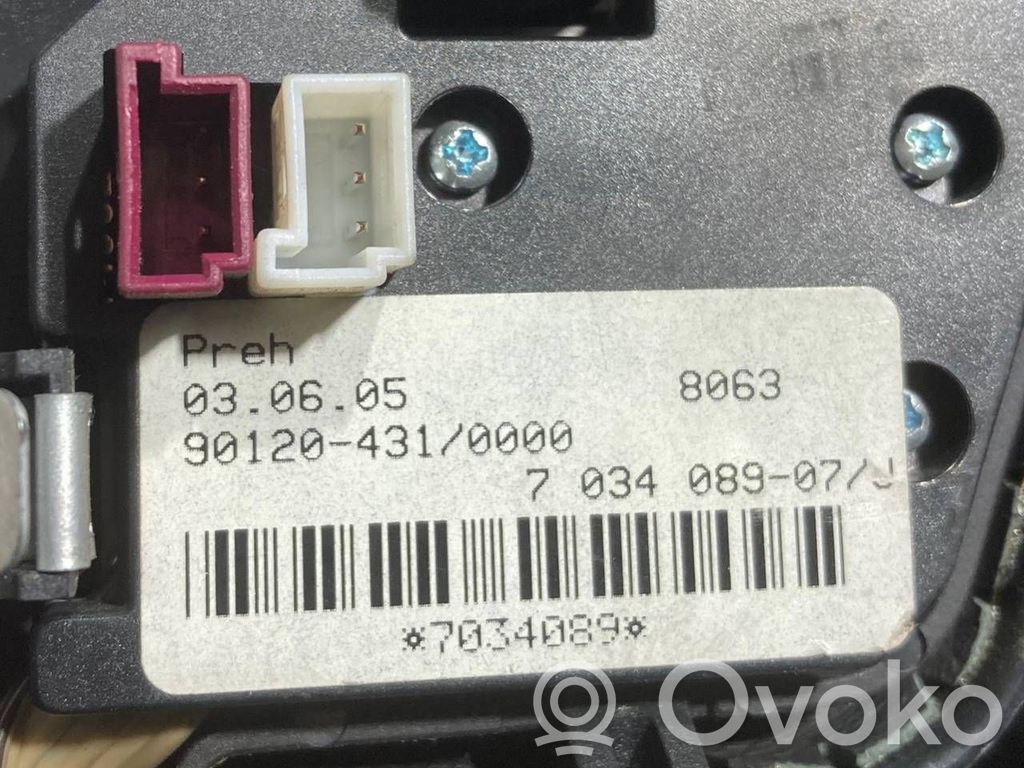 Preh
03.06.05 8063
90120-431/0000
7 034 089-07/J
*7034089*
Ovoko